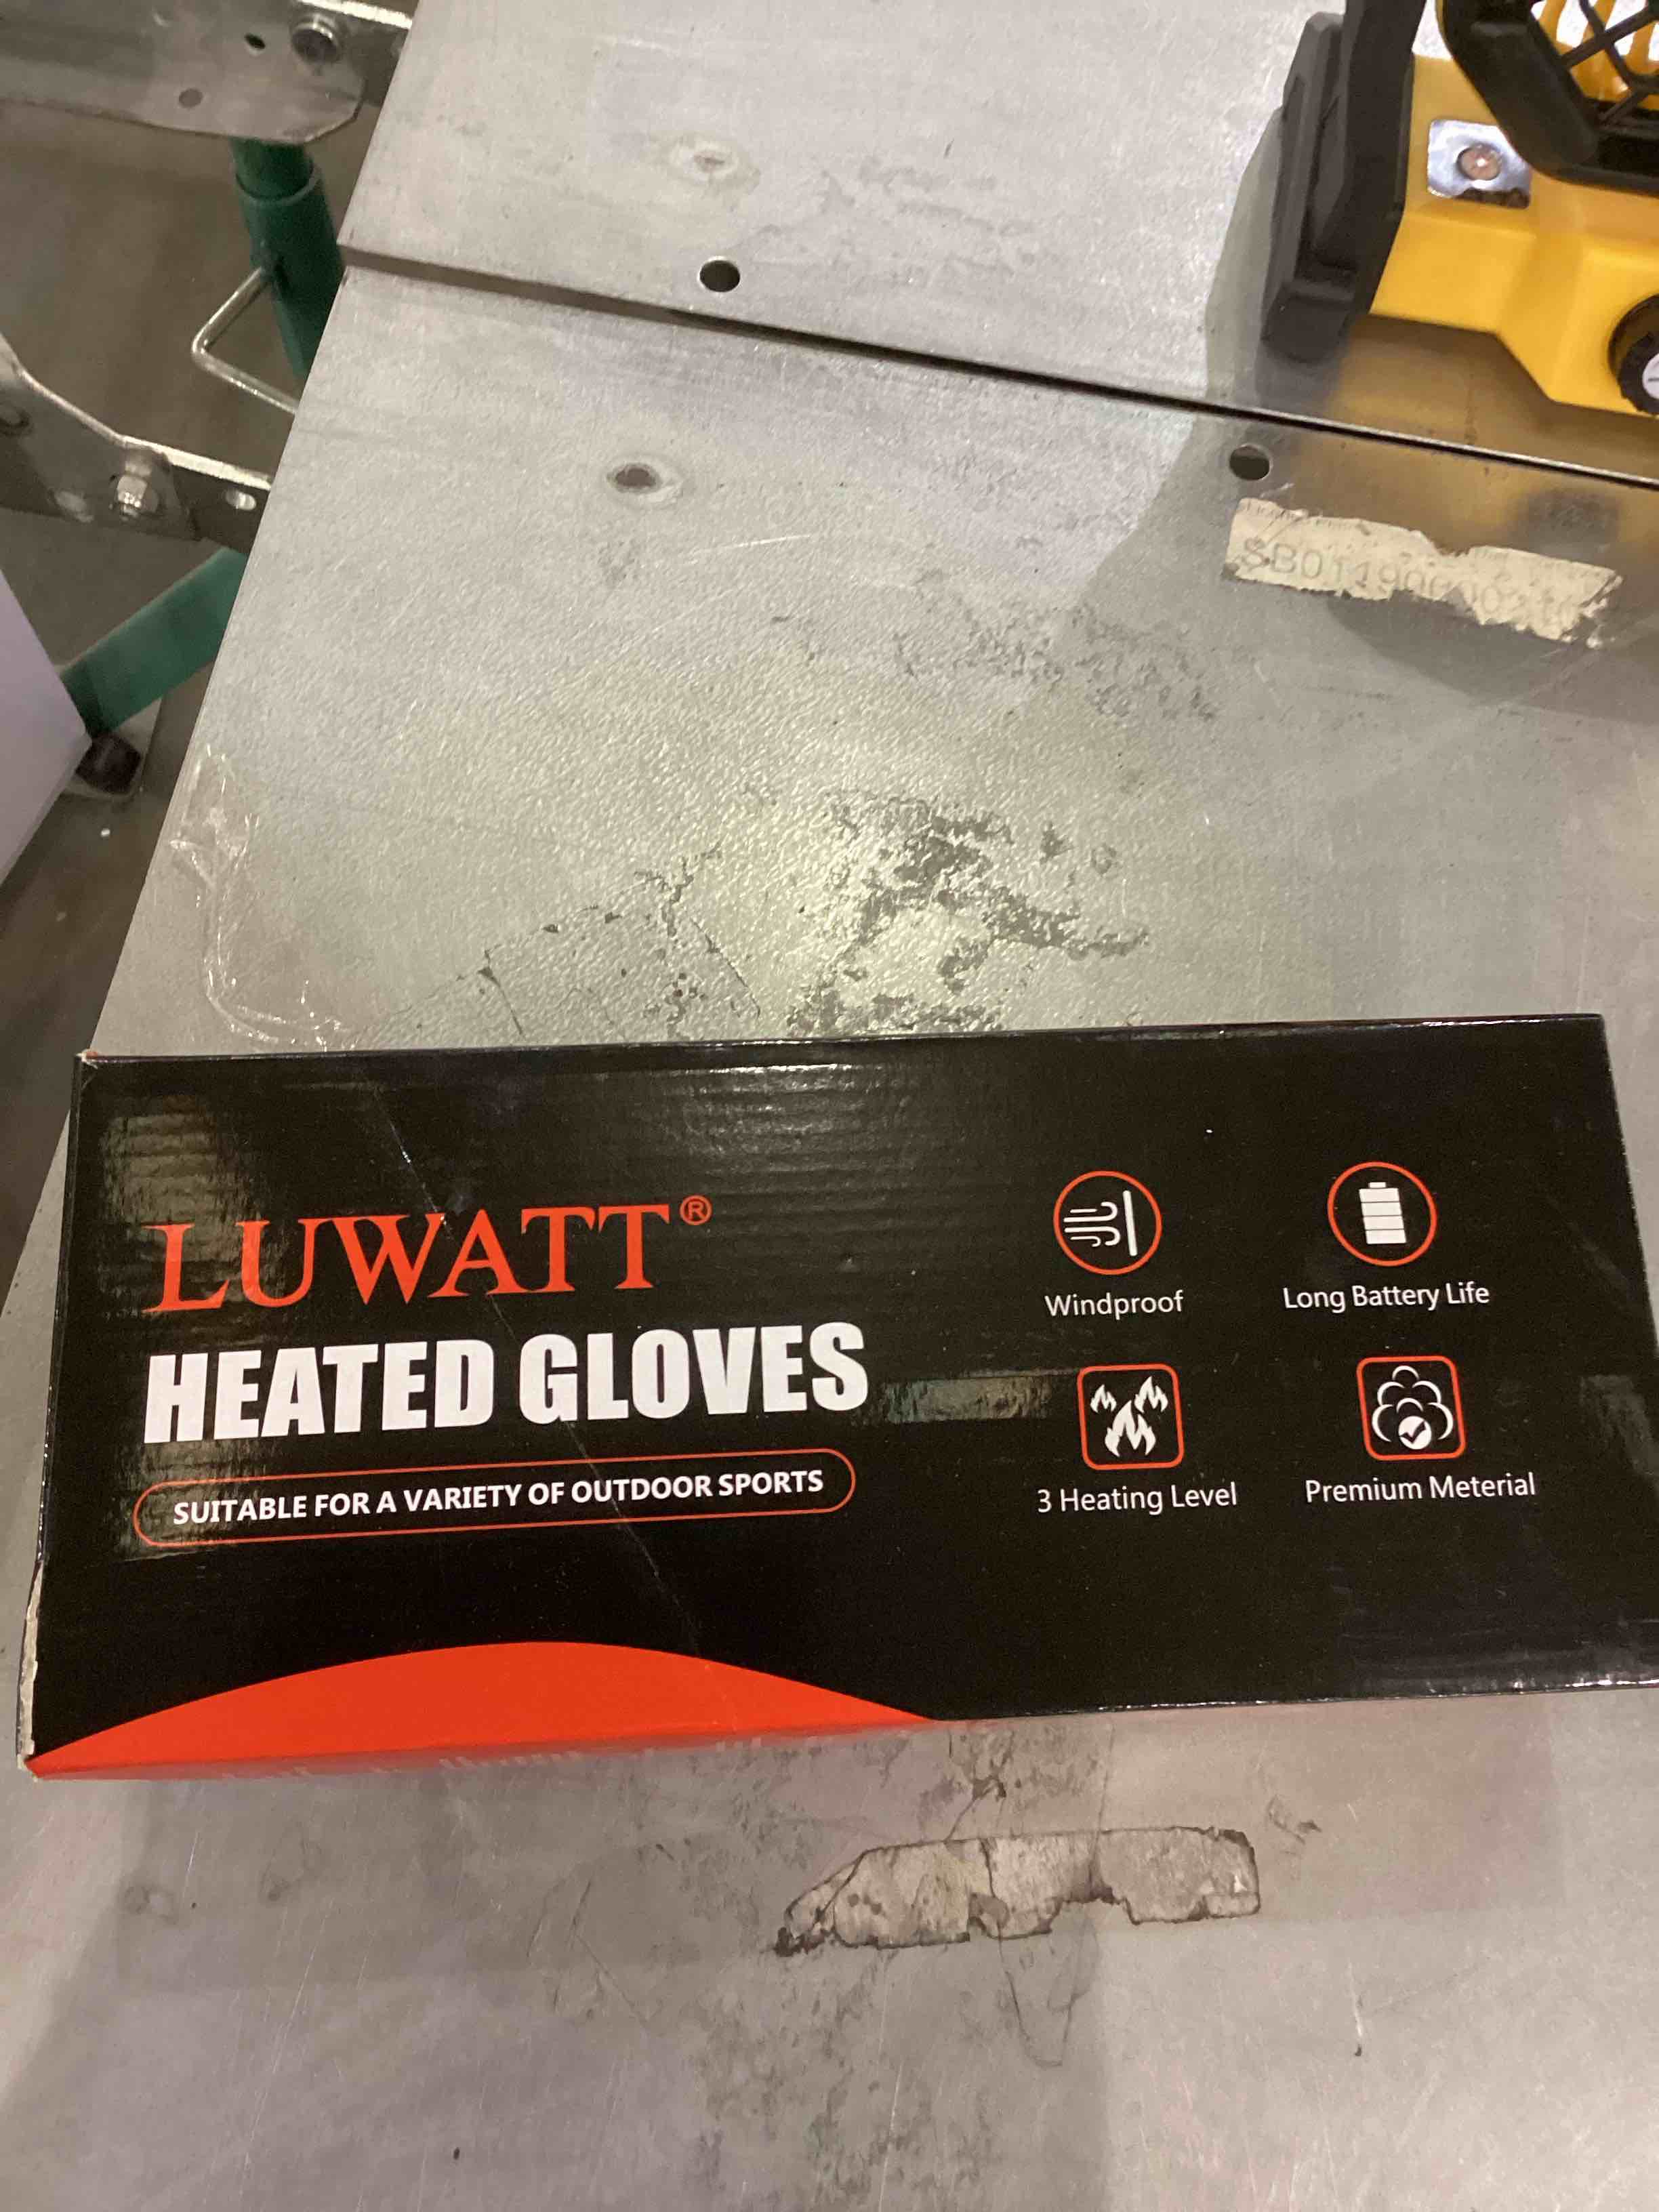 LUWATT®
HEATED GLOVES
SUITABLE FOR A VARIETY OF OUTDOOR SPORTS
Windproof
Long Battery Life
3 Heating Level
Premium Meterial